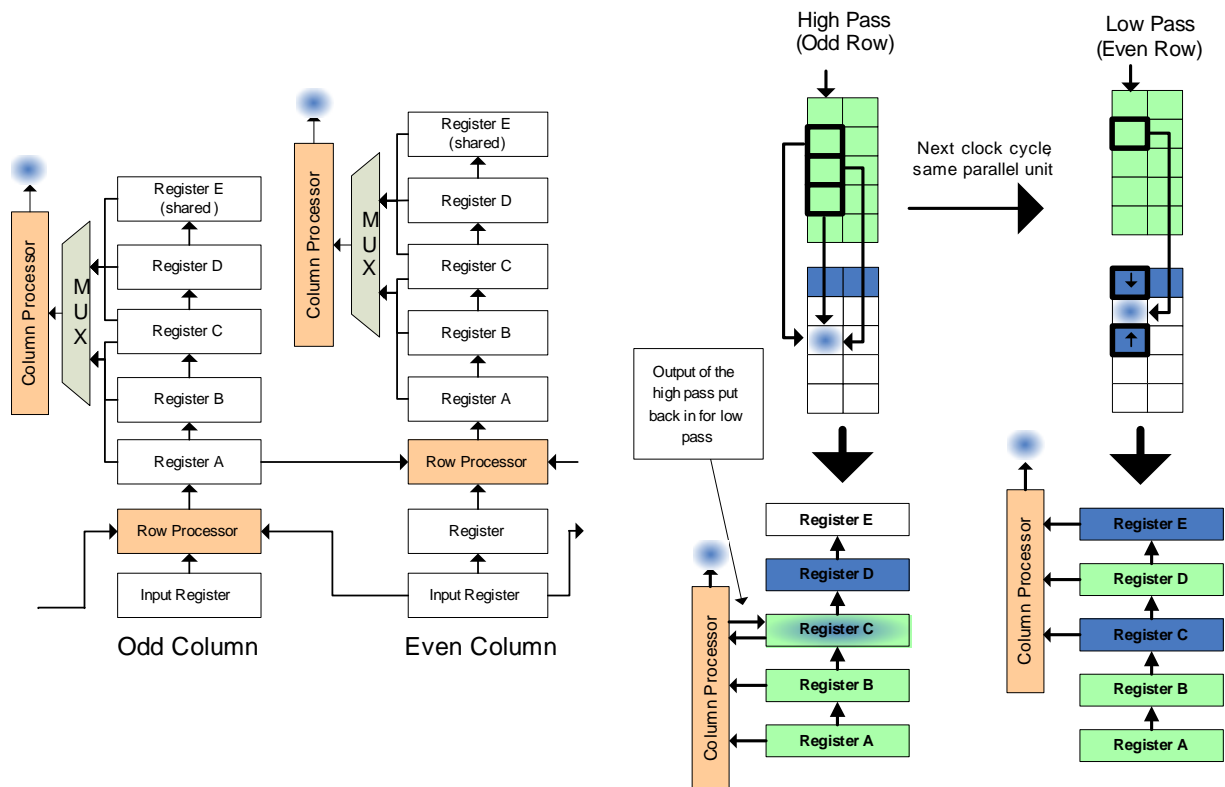 High Pass
(Odd Row)
Low Pass
(Even Row)
Next clock cycle,
same parallel unit
Register E
(shared)
Register D
Register C
Register B
Register A
Row Processor
Input Register
MUX
Column Processor
Odd Column
Register E
(shared)
Register D
Register C
Register B
Register A
Row Processor
Register
Input Register
MUX
Column Processor
Even Column
Output of the
high pass put
back in for low
pass
Register E
Register D
Register C
Register B
Register A
Column Processor
Register E
Register D
Register C
Register B
Register A
Column Processor